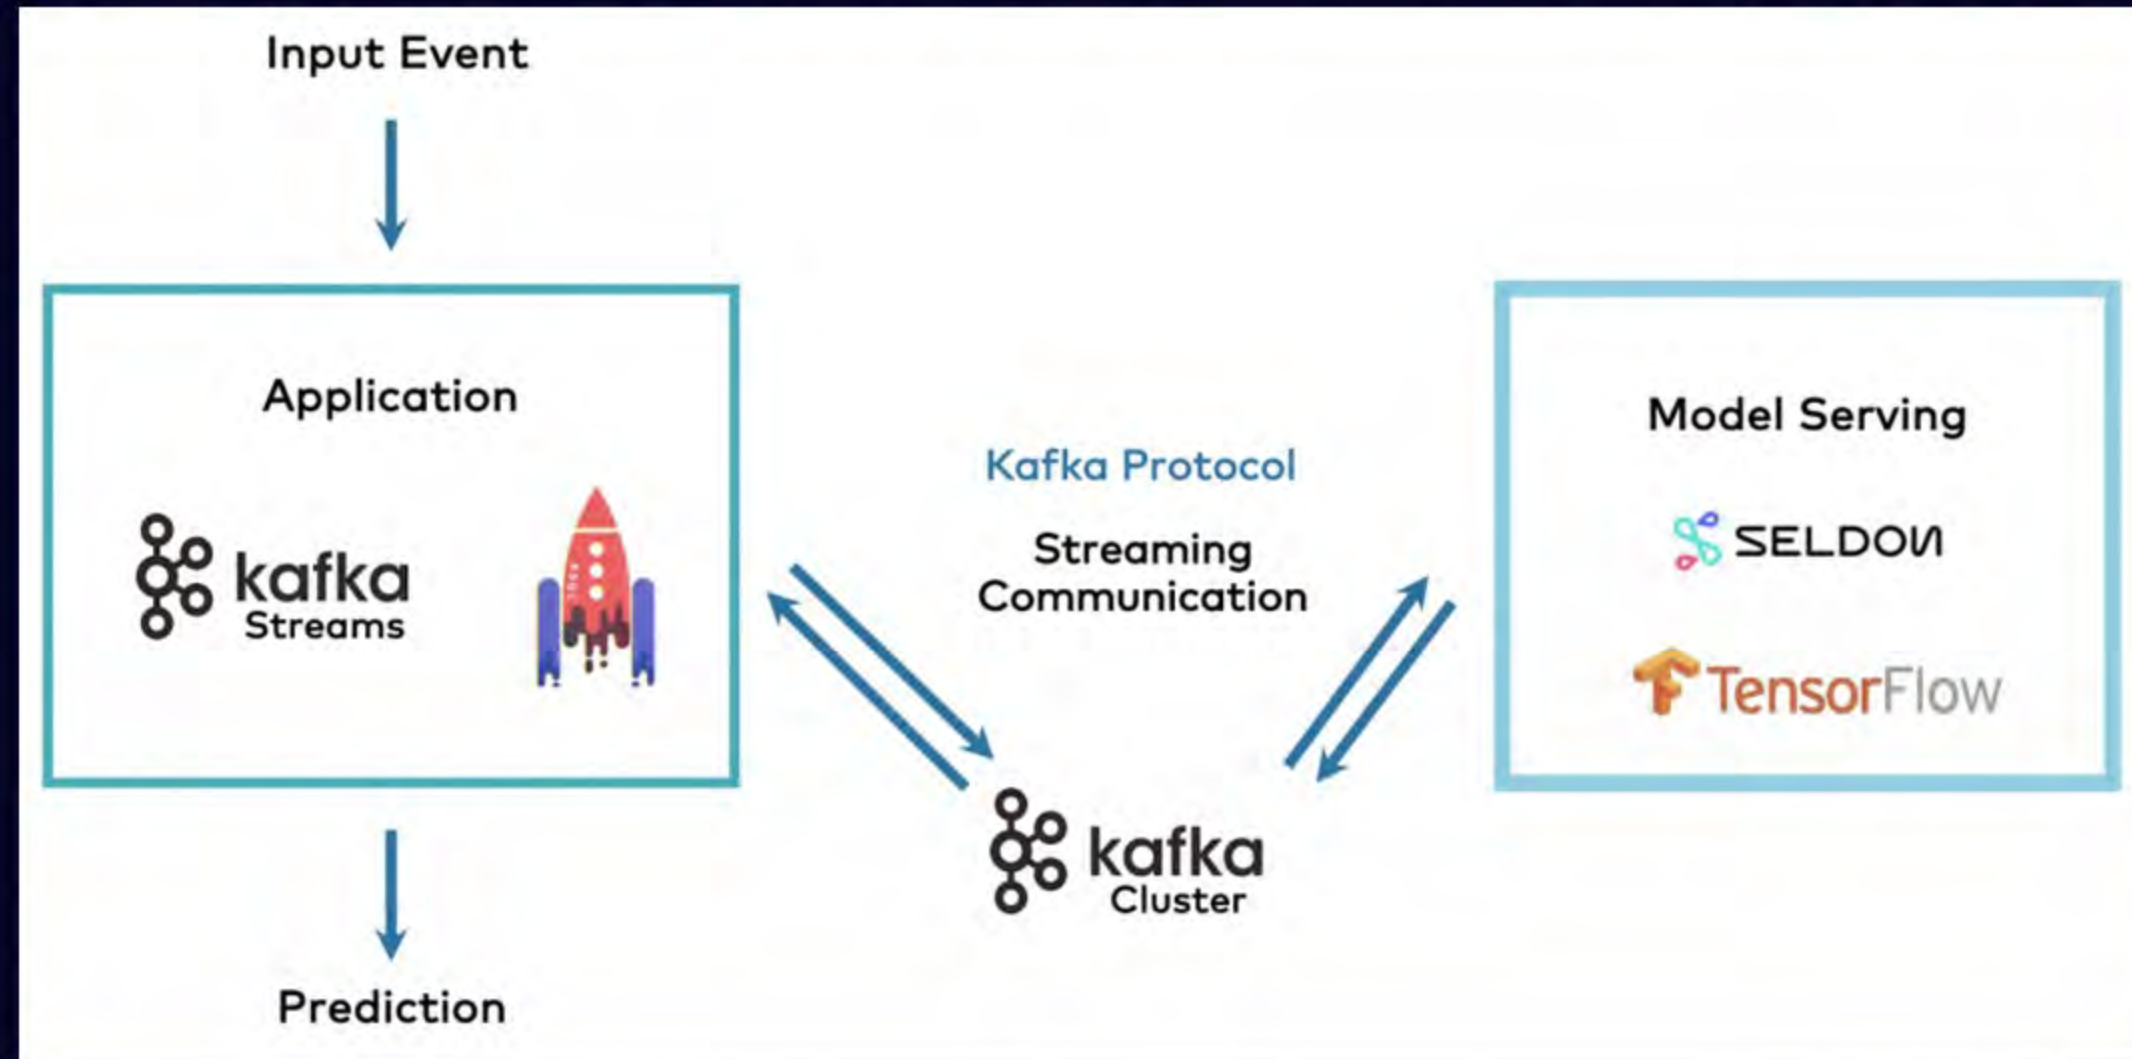 Input Event
Application
kafka
Streams
Kafka Protocol
Streaming
Communication
kafka
Cluster
Model Serving
SELDON
TensorFlow
Prediction